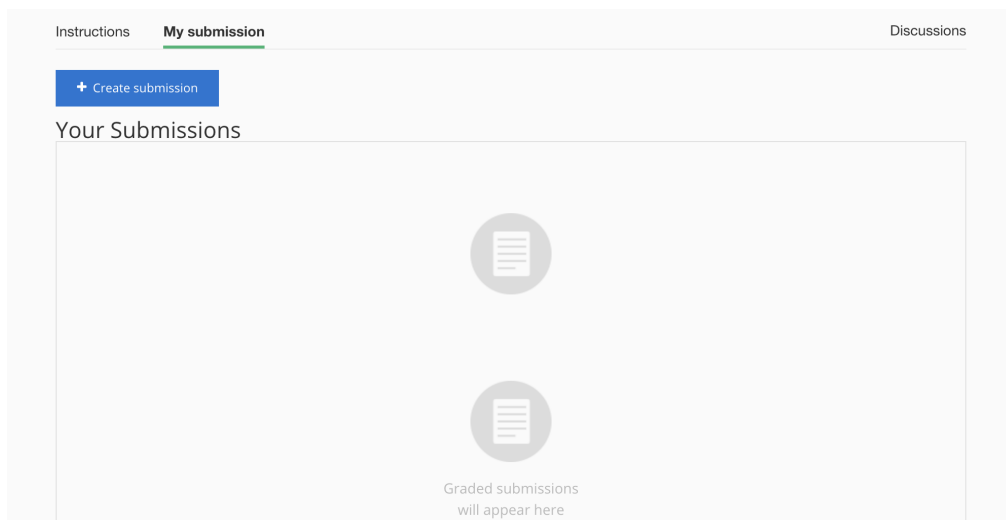 Instructions My submission Discussions
+ Create submission
Your Submissions
Graded submissions
will appear here